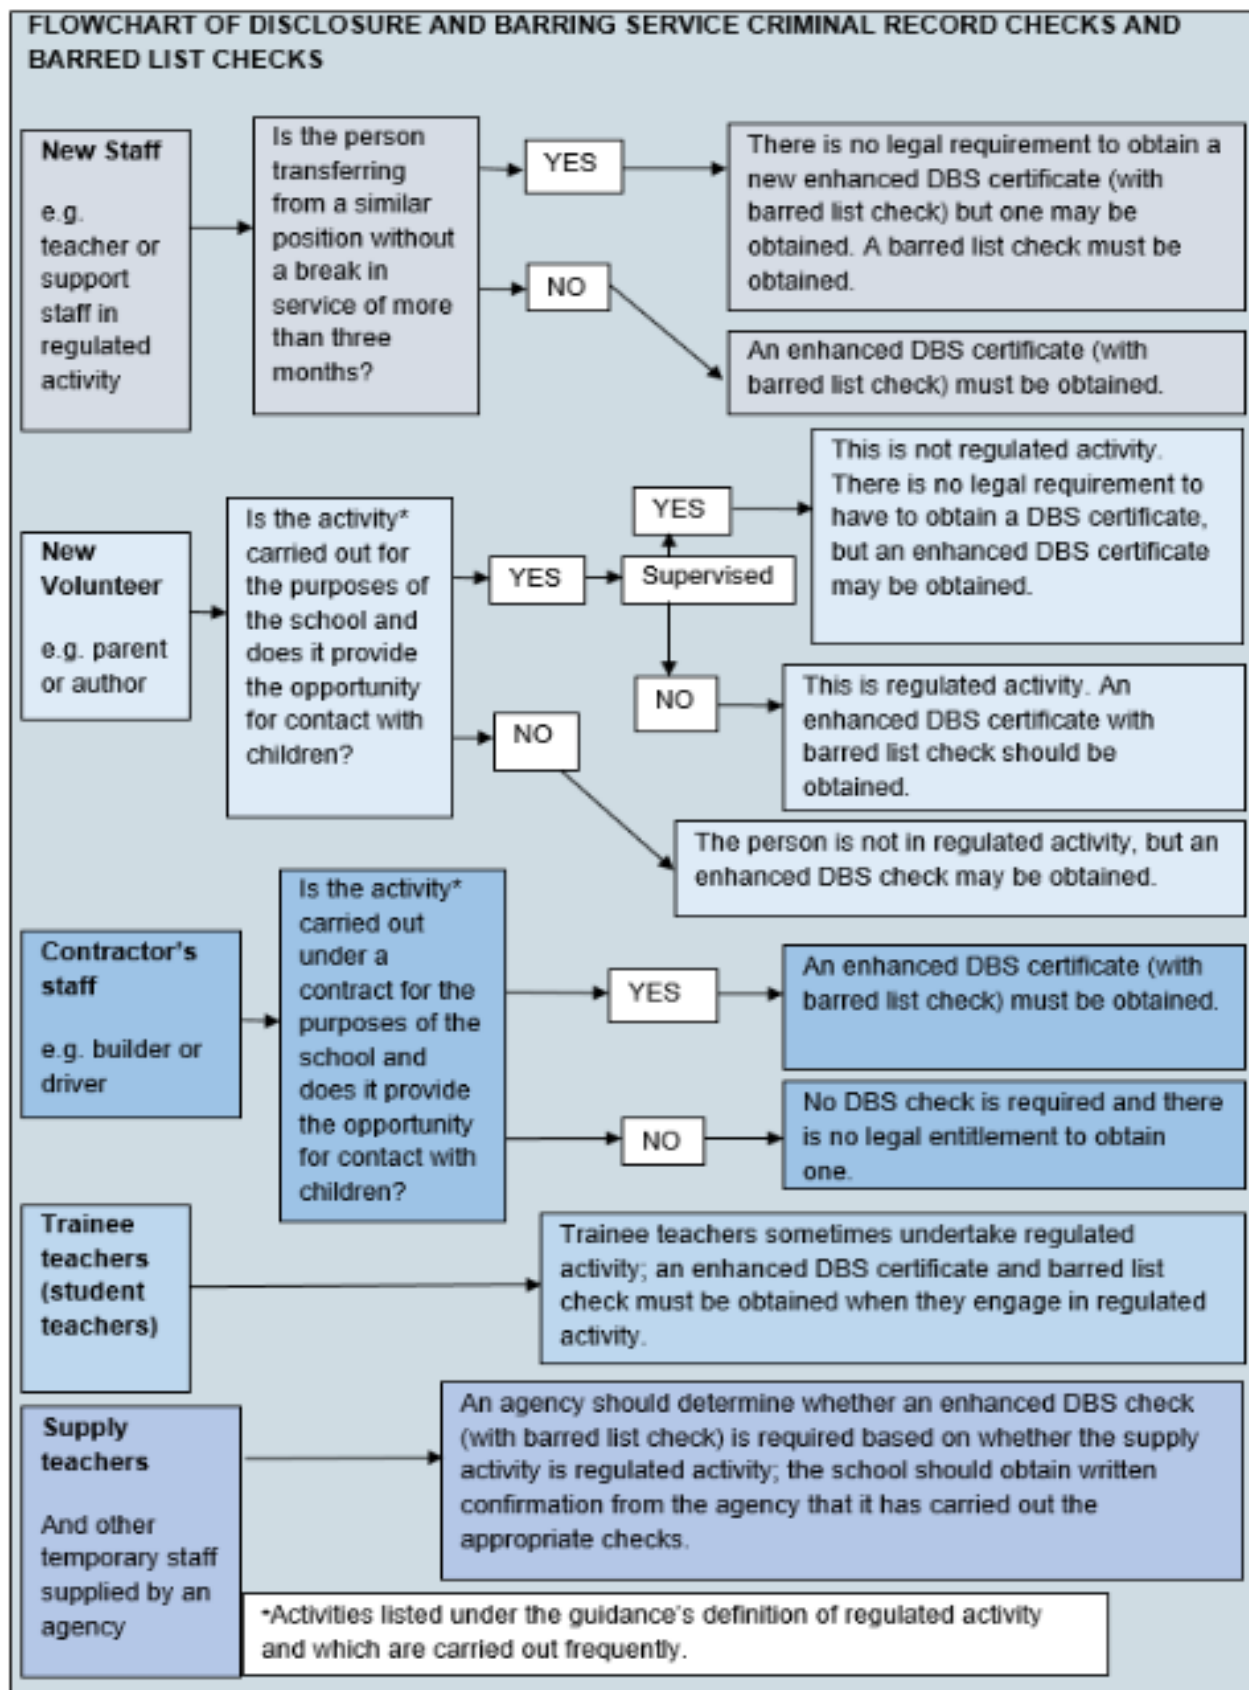 FLOWCHART OF DISCLOSURE AND BARRING SERVICE CRIMINAL RECORD CHECKS AND
BARRED LIST CHECKS
New Staff
e.g.
teacher or
support
staff in
regulated
activity
Is the person
transferring
from a similar
position without
a break in
service of more
than three
months?
YES
There is no legal requirement to obtain a
new enhanced DBS certificate (with
barred list check) but one may be
obtained. A barred list check must be
obtained.
NO
An enhanced DBS certificate (with
barred list check) must be obtained.
New
Volunteer
e.g. parent
or author
Is the activity*
carried out for
the purposes of
the school and
does it provide
the opportunity
for contact with
children?
YES
Supervised
YES
This is not regulated activity.
There is no legal requirement to
have to obtain a DBS certificate,
but an enhanced DBS certificate
may be obtained.
NO
This is regulated activity. An
enhanced DBS certificate with
barred list check should be
obtained.
NO
The person is not in regulated activity, but an
enhanced DBS check may be obtained.
Contractor's
staff
e.g. builder or
driver
Is the activity*
carried out
under a
contract for the
purposes of the
school and
does it provide
the opportunity
for contact with
children?
YES
An enhanced DBS certificate (with
barred list check) must be obtained.
NO
No DBS check is required and there
is no legal entitlement to obtain
one.
Trainee
teachers
(student
teachers)
Trainee teachers sometimes undertake regulated
activity; an enhanced DBS certificate and barred list
check must be obtained when they engage in regulated
activity.
Supply
teachers
And other
temporary staff
supplied by an
agency
An agency should determine whether an enhanced DBS check
(with barred list check) is required based on whether the supply
activity is regulated activity; the school should obtain written
confirmation from the agency that it has carried out the
appropriate checks.
*Activities listed under the guidance's definition of regulated activity
and which are carried out frequently.